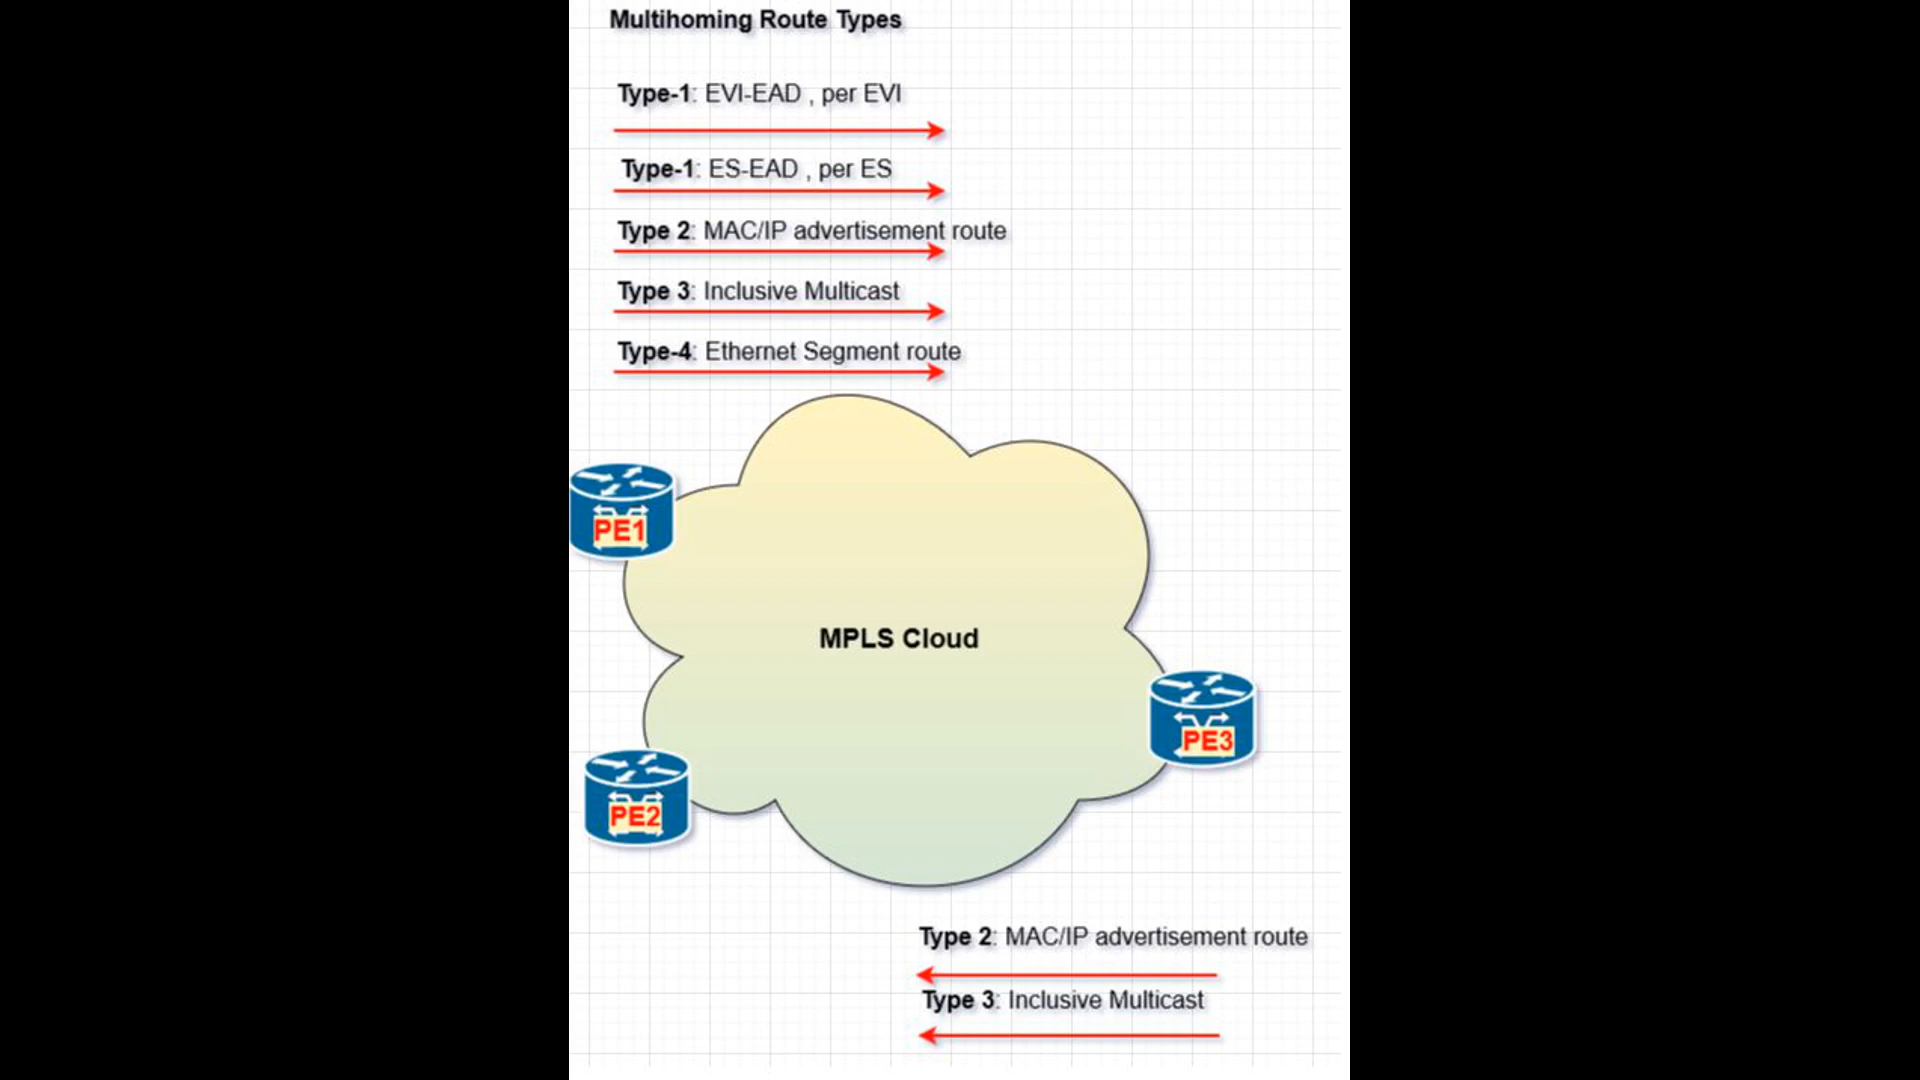 Multihoming Route Types
Type-1: EVI-EAD , per EVI
Type-1: ES-EAD , per ES
Type 2: MAC/IP advertisement route
Type 3: Inclusive Multicast
Type-4: Ethernet Segment route
PE1
MPLS Cloud
PE3
PE2
Type 2: MAC/IP advertisement route
Type 3: Inclusive Multicast